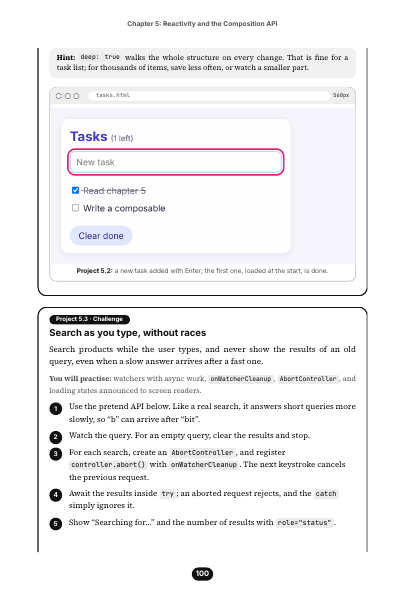 Chapter 5: Reactivity and the Composition API
Hint: deep: true walks the whole structure on every change. That is fine for a
task list; for thousands of items, save less often, or watch a smaller part.
tasks.html
560px
Tasks (1 left)
New task
Read chapter 5
Write a composable
Clear done
Project 5.2: a new task added with Enter; the first one, loaded at the start, is done.
Project 5.3 · Challenge
Search as you type, without races
Search products while the user types, and never show the results of an old
query, even when a slow answer arrives after a fast one.
You will practise: watchers with async work, onWatcherCleanup, AbortController, and
loading states announced to screen readers.
1 Use the pretend API below. Like a real search, it answers short queries more
slowly, so “b” can arrive after “bit”.
2 Watch the query. For an empty query, clear the results and stop.
3 For each search, create an AbortController, and register
controller.abort() with onWatcherCleanup. The next keystroke cancels
the previous request.
4 Await the results inside try; an aborted request rejects, and the catch
simply ignores it.
5 Show “Searching for…” and the number of results with role="status".
100